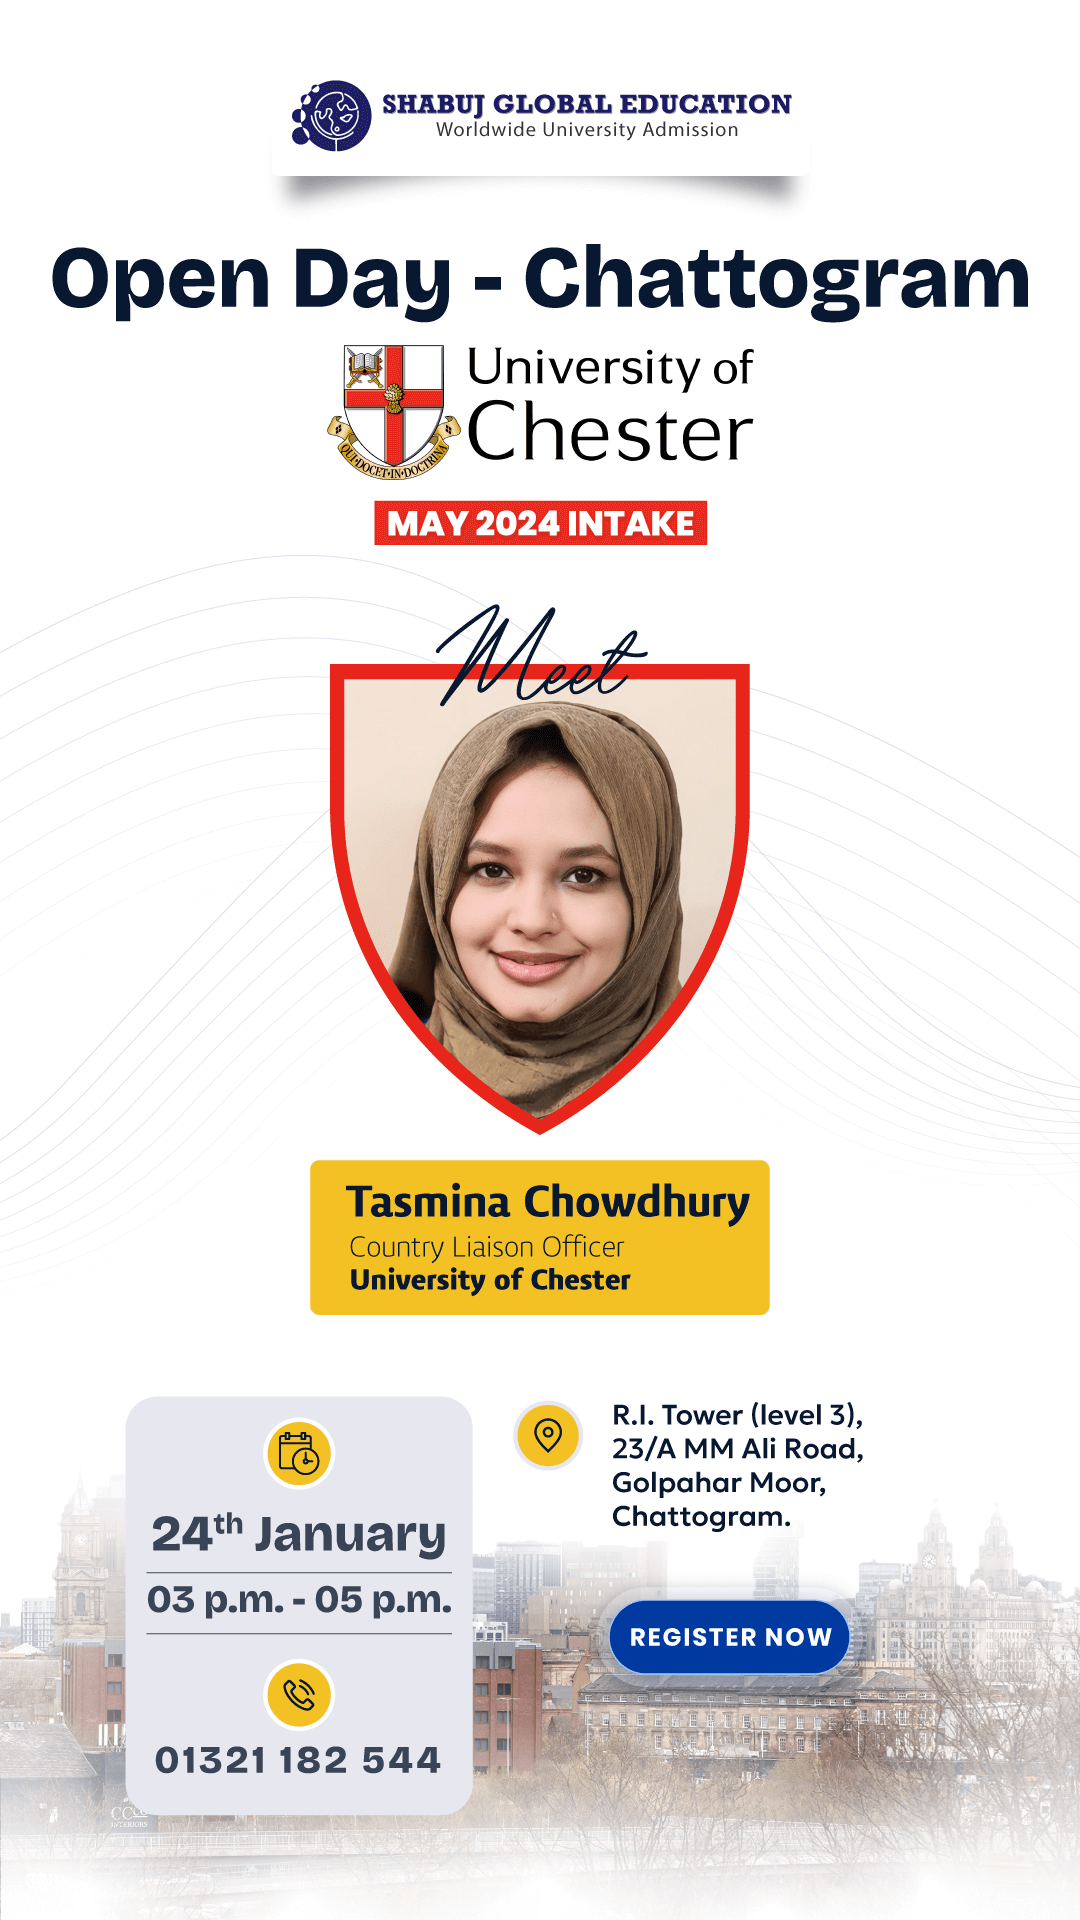 SHABUJ GLOBAL EDUCATION
Worldwide University Admission
Open Day - Chattogram
University of
Chester
QUI·DOCET·IN·DOCTRINA
MAY 2024 INTAKE
Meet
Tasmina Chowdhury
Country Liaison Officer
University of Chester
24th January
03 p.m. - 05 p.m.
01321 182 544
R.I. Tower (level 3),
23/A MM Ali Road,
Golpahar Moor,
Chattogram.
REGISTER NOW
INTERIORS